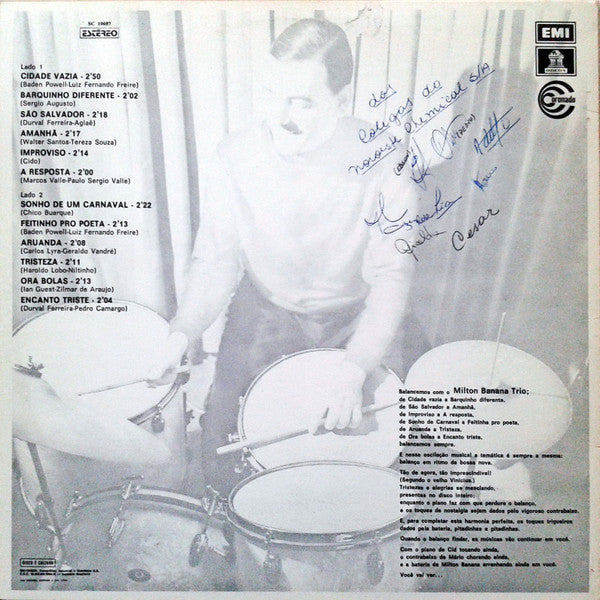 SC 10087
ESTÉREO
EMI
ODEON
Coronado
Lado 1
CIDADE VAZIA - 2'50
(Baden Powell-Luiz Fernando Freire)
BARQUINHO DIFERENTE - 2'02
(Sergio Augusto)
SÃO SALVADOR - 2'18
(Durval Ferreira-Aglaê)
AMANHÃ - 2'17
(Walter Santos-Tereza Souza)
IMPROVISO - 2'14
(Cido)
A RESPOSTA - 2'00
(Marcos Valle-Paulo Sergio Valle)
Lado 2
SONHO DE UM CARNAVAL - 2'22
(Chico Buarque)
FEITINHO PRO POETA - 2'13
(Baden Powell-Luiz Fernando Freire)
ARUANDA - 2'08
(Carlos Lyra-Geraldo Vandré)
TRISTEZA - 2'11
(Haroldo Lobo-Niltinho)
ORA BOLAS - 2'13
(Ian Guest-Zilmar de Araujo)
ENCANTO TRISTE - 2'04
(Durval Ferreira-Pedro Camargo)
dos
colegas da
chemical S/A
Cesar
Balancemos com o Milton Banana Trio;
de Cidade vazia e Barquinho diferente,
de São Salvador a Amanhã,
de Improviso a A resposta,
de Sonho de Carnaval a Feitinha pro poeta,
de Aruanda a Tristeza,
de Ora bolas a Encanto triste,
balancemos sempre.
E nessa oscilação musical a temática é sempre a mesma:
balanço em ritmo de bossa nova.
Tão de agora, tão imprescindível!
(Segundo o velho Vinicius.)
Tristezas e alegrias se mesclando,
presentes no disco inteiro;
enquanto o piano faz com que perdure o balanço,
e os toques de nostalgia sejam dados pelo vigoroso contrabaixo.
E, para completar esta harmonia perfeita, os toques trigueiros
dados pela bateria, pitadinhas e pitadinhas.
Quando o balanço findar, os músicas vão continuar em você.
Com o piano de Cid tocando ainda,
o contrabaixo de Mário chorando ainda,
e a bateria de Milton Banana arranhando ainda em você.
Você vai ver...
DISCO É CULTURA